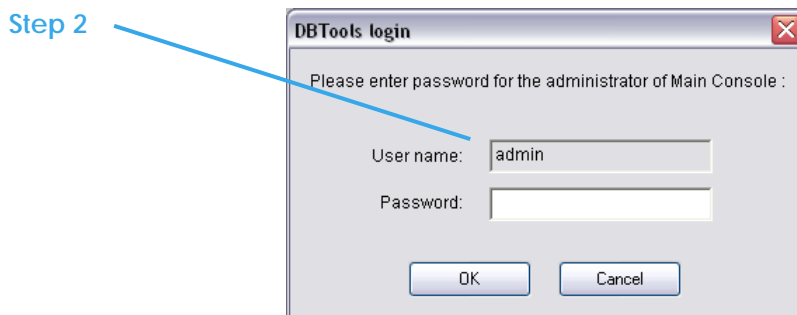 Step 2
DBTools login
Please enter password for the administrator of Main Console :
User name: admin
Password:
OK Cancel